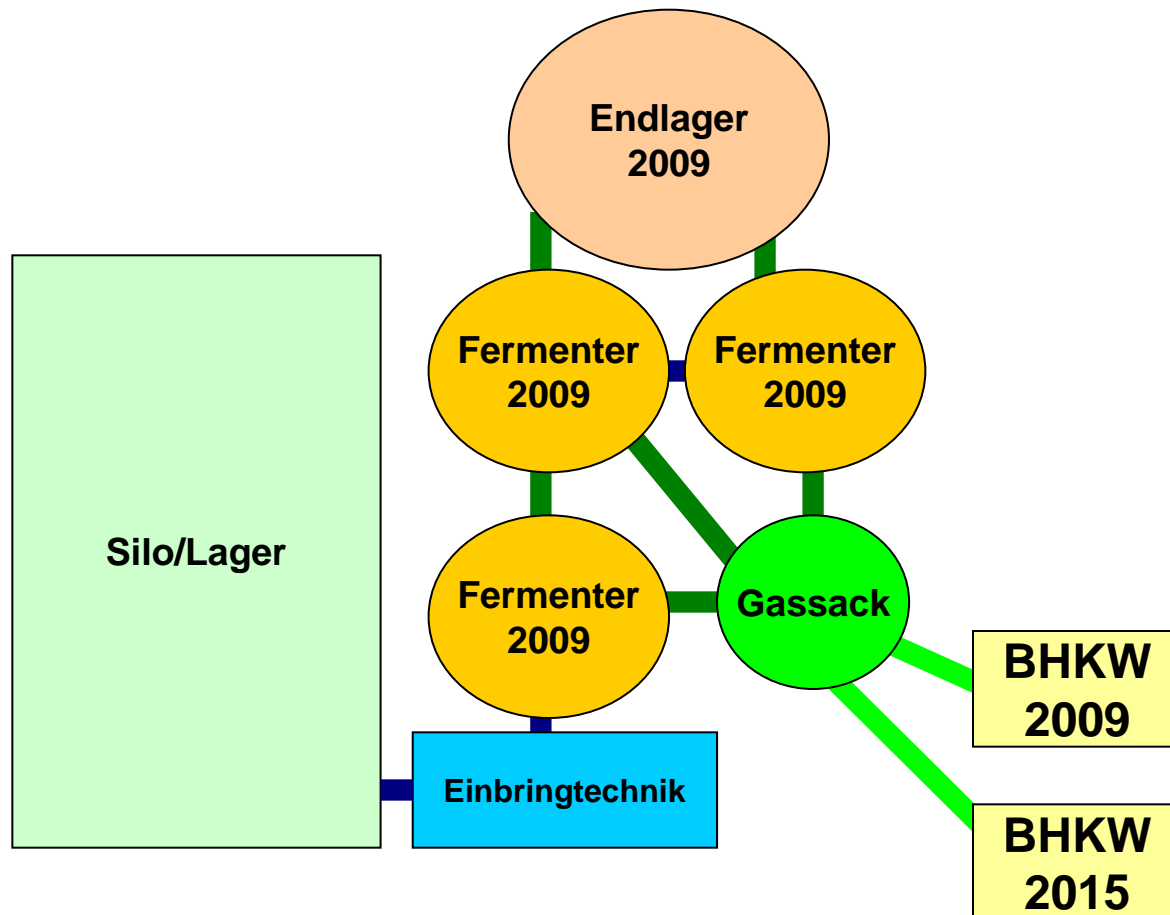 Endlager
2009
Fermenter
2009
Fermenter
2009
Silo/Lager
Fermenter
2009
Gassack
BHKW
2009
Einbringtechnik
BHKW
2015